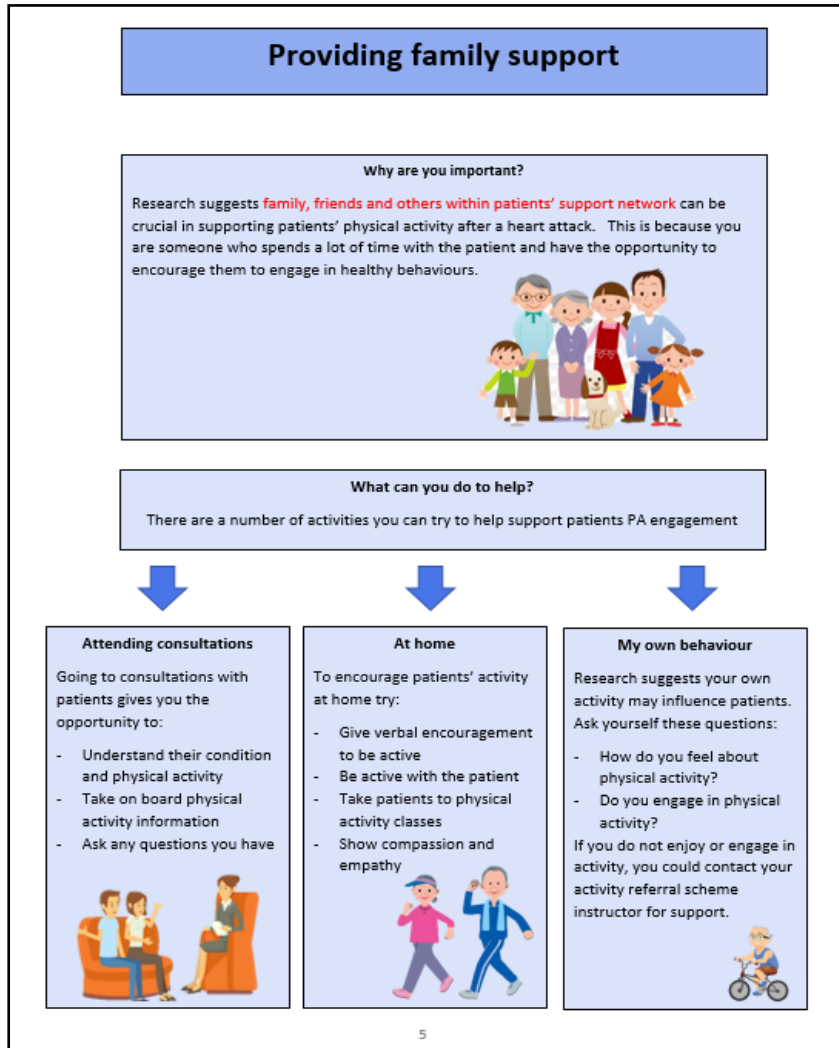 Providing family support
Why are you important?
Research suggests family, friends and others within patients' support network can be
crucial in supporting patients' physical activity after a heart attack.   This is because you
are someone who spends a lot of time with the patient and have the opportunity to
encourage them to engage in healthy behaviours.
What can you do to help?
There are a number of activities you can try to help support patients PA engagement
Attending consultations
Going to consultations with
patients gives you the
opportunity to:
- Understand their condition
and physical activity
- Take on board physical
activity information
- Ask any questions you have
At home
To encourage patients' activity
at home try:
- Give verbal encouragement
to be active
- Be active with the patient
- Take patients to physical
activity classes
- Show compassion and
empathy
My own behaviour
Research suggests your own
activity may influence patients.
Ask yourself these questions:
- How do you feel about
physical activity?
- Do you engage in physical
activity?
If you do not enjoy or engage in
activity, you could contact your
activity referral scheme
instructor for support.
5